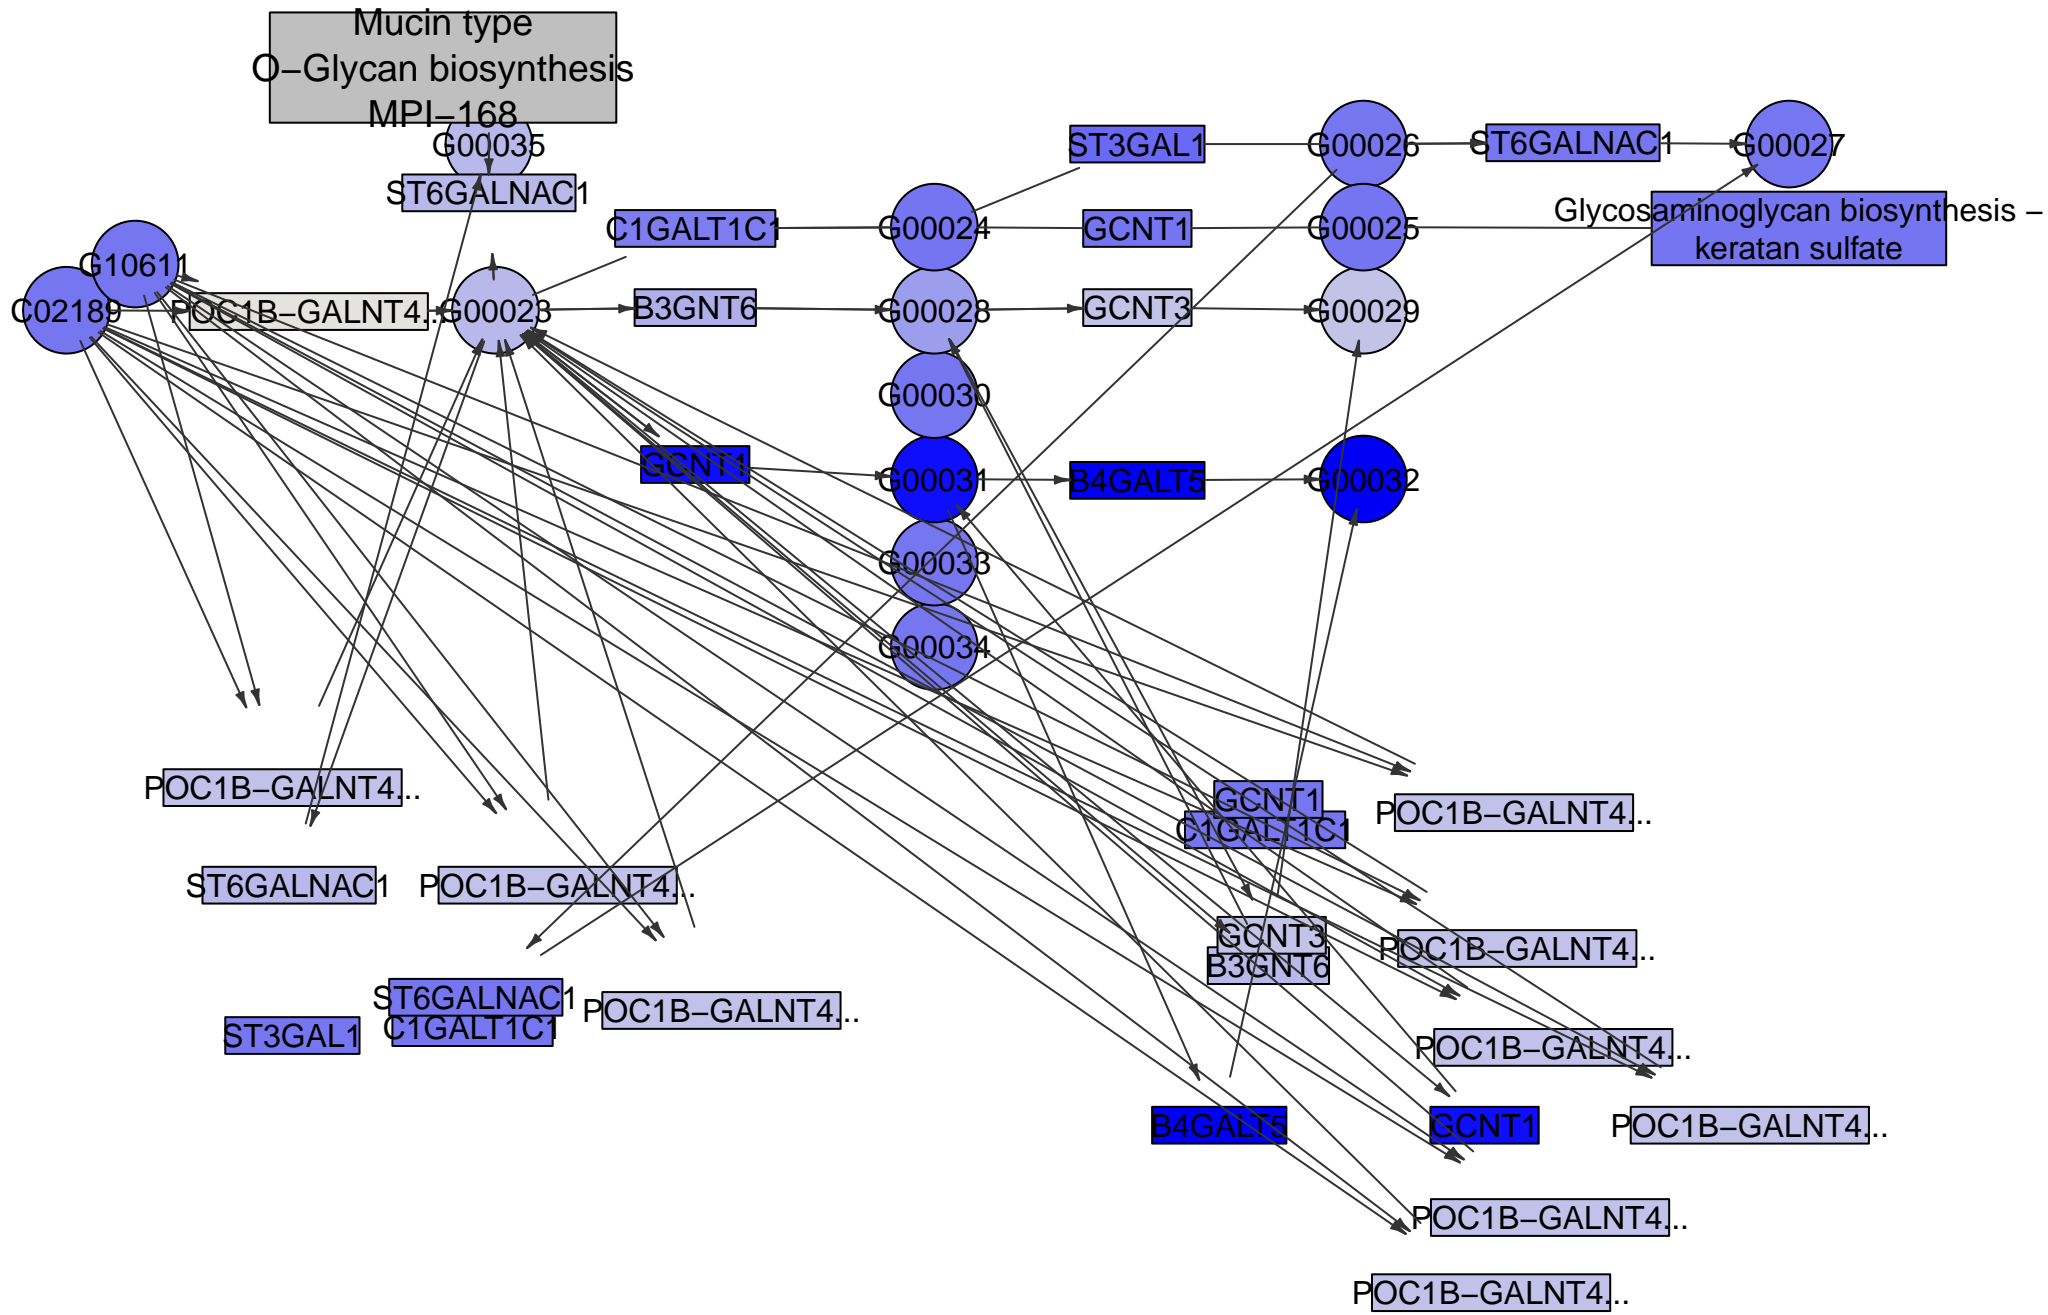 Mucin type
O−Glycan biosynthesis
MPI−168
G00035
ST6GALNAC1
ST3GAL1
G00026
ST6GALNAC1
G00027
C1GALT1C1
G00024
GCNT1
G00025
Glycosaminoglycan biosynthesis −
keratan sulfate
G10611
C02189
POC1B−GALNT4...
G00023
B3GNT6
G00028
GCNT3
G00029
G00030
GCNT1
G00031
B4GALT5
G00032
G00033
G00034
POC1B−GALNT4...
GCNT1
POC1B−GALNT4...
C1GALT1C1
ST6GALNAC1
POC1B−GALNT4...
GCNT3
POC1B−GALNT4...
B3GNT6
ST6GALNAC1
POC1B−GALNT4...
C1GALT1C1
ST3GAL1
POC1B−GALNT4...
B4GALT5
GCNT1
POC1B−GALNT4...
POC1B−GALNT4...
POC1B−GALNT4...